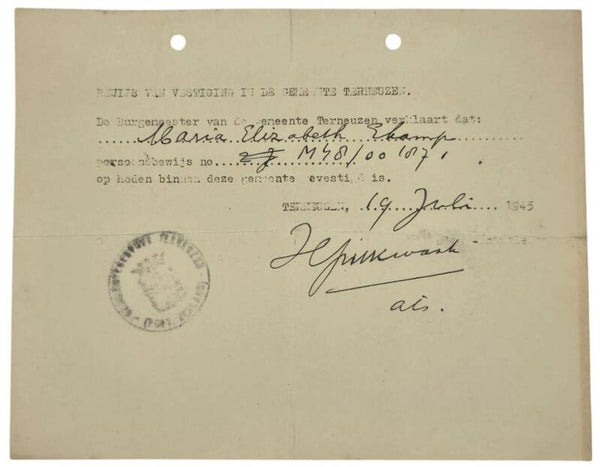 BEWIJS VAN VESTIGING IN DE GEMEENTE TERNEUZEN.
De Burgemeester van de Gemeente Terneuzen verklaart dat:
Maria Elizabeth Ekamp
persoonsbewijs no. M48/00187,
op heden binnen deze gemeente gevestigd is.
TERNEUZEN, 19 Juli 1945
als.